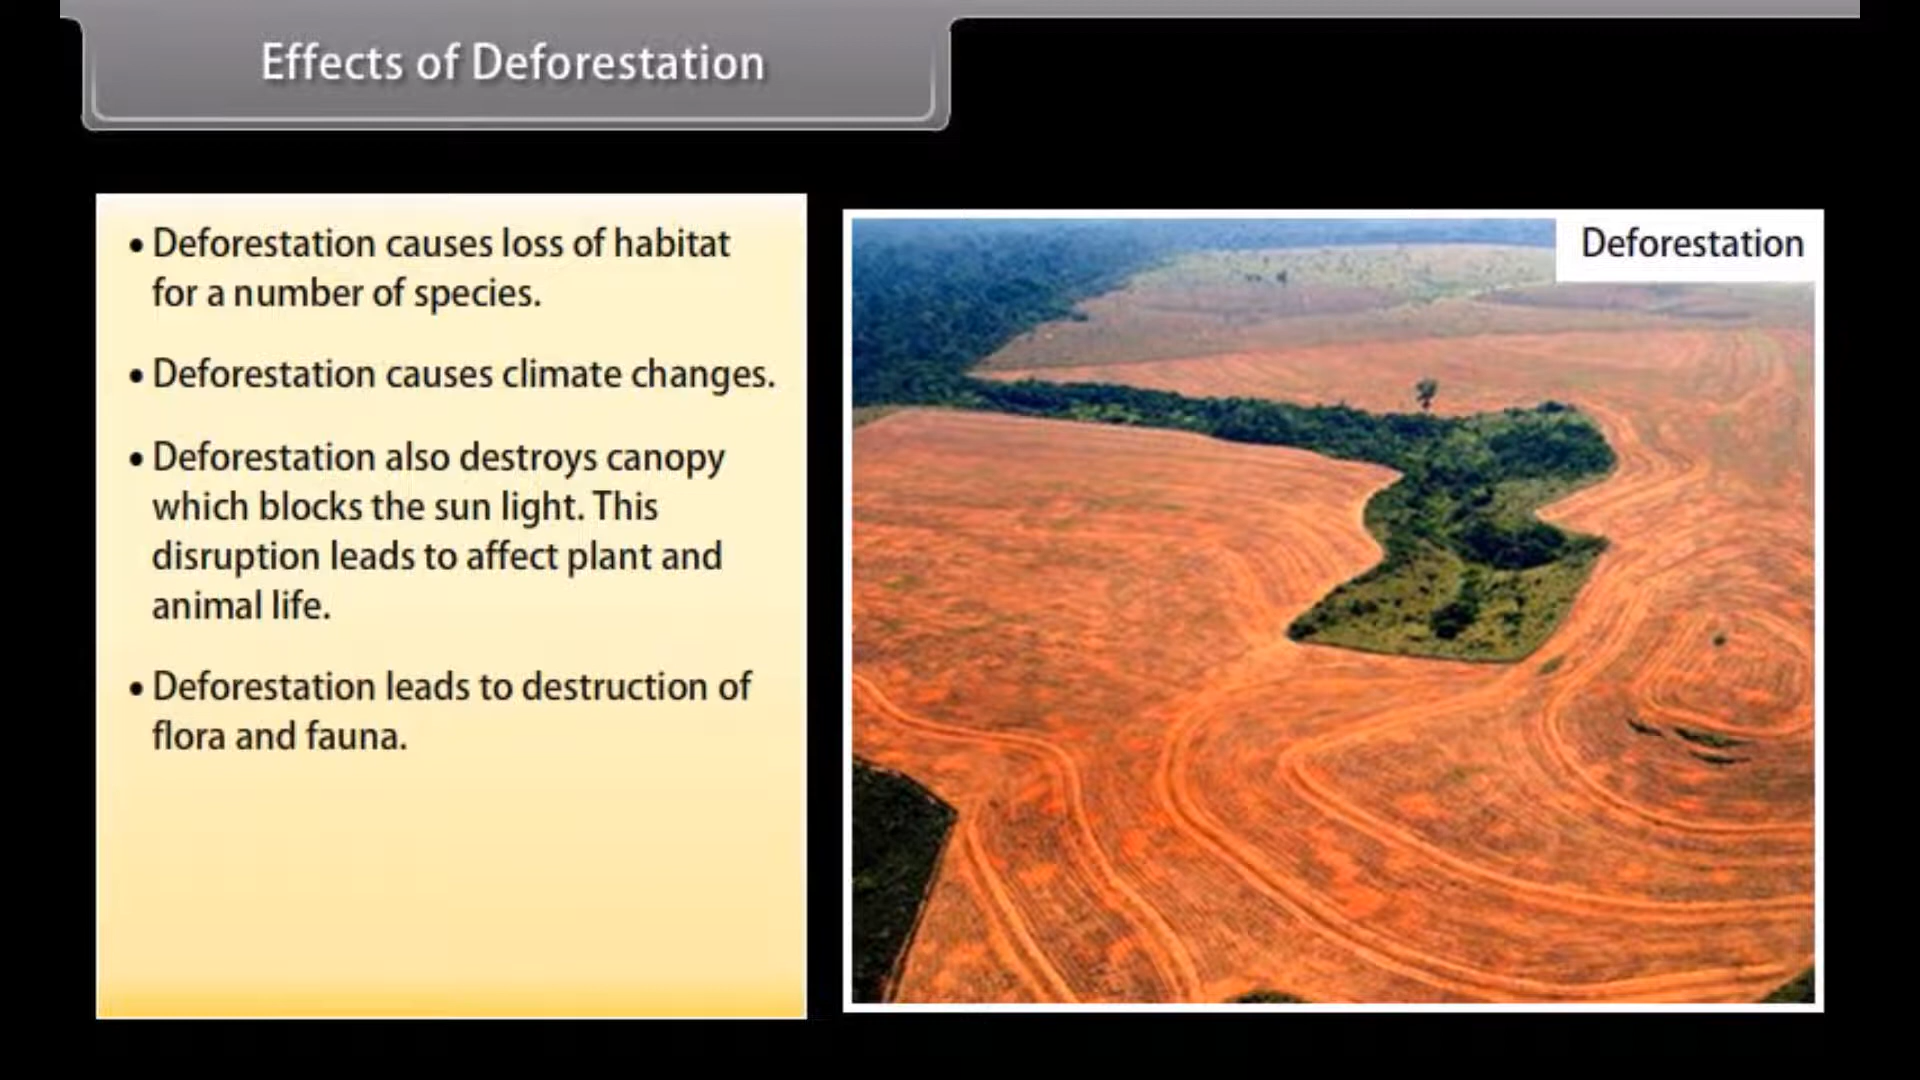 Effects of Deforestation
• Deforestation causes loss of habitat
for a number of species.
• Deforestation causes climate changes.
• Deforestation also destroys canopy
which blocks the sun light. This
disruption leads to affect plant and
animal life.
• Deforestation leads to destruction of
flora and fauna.
Deforestation